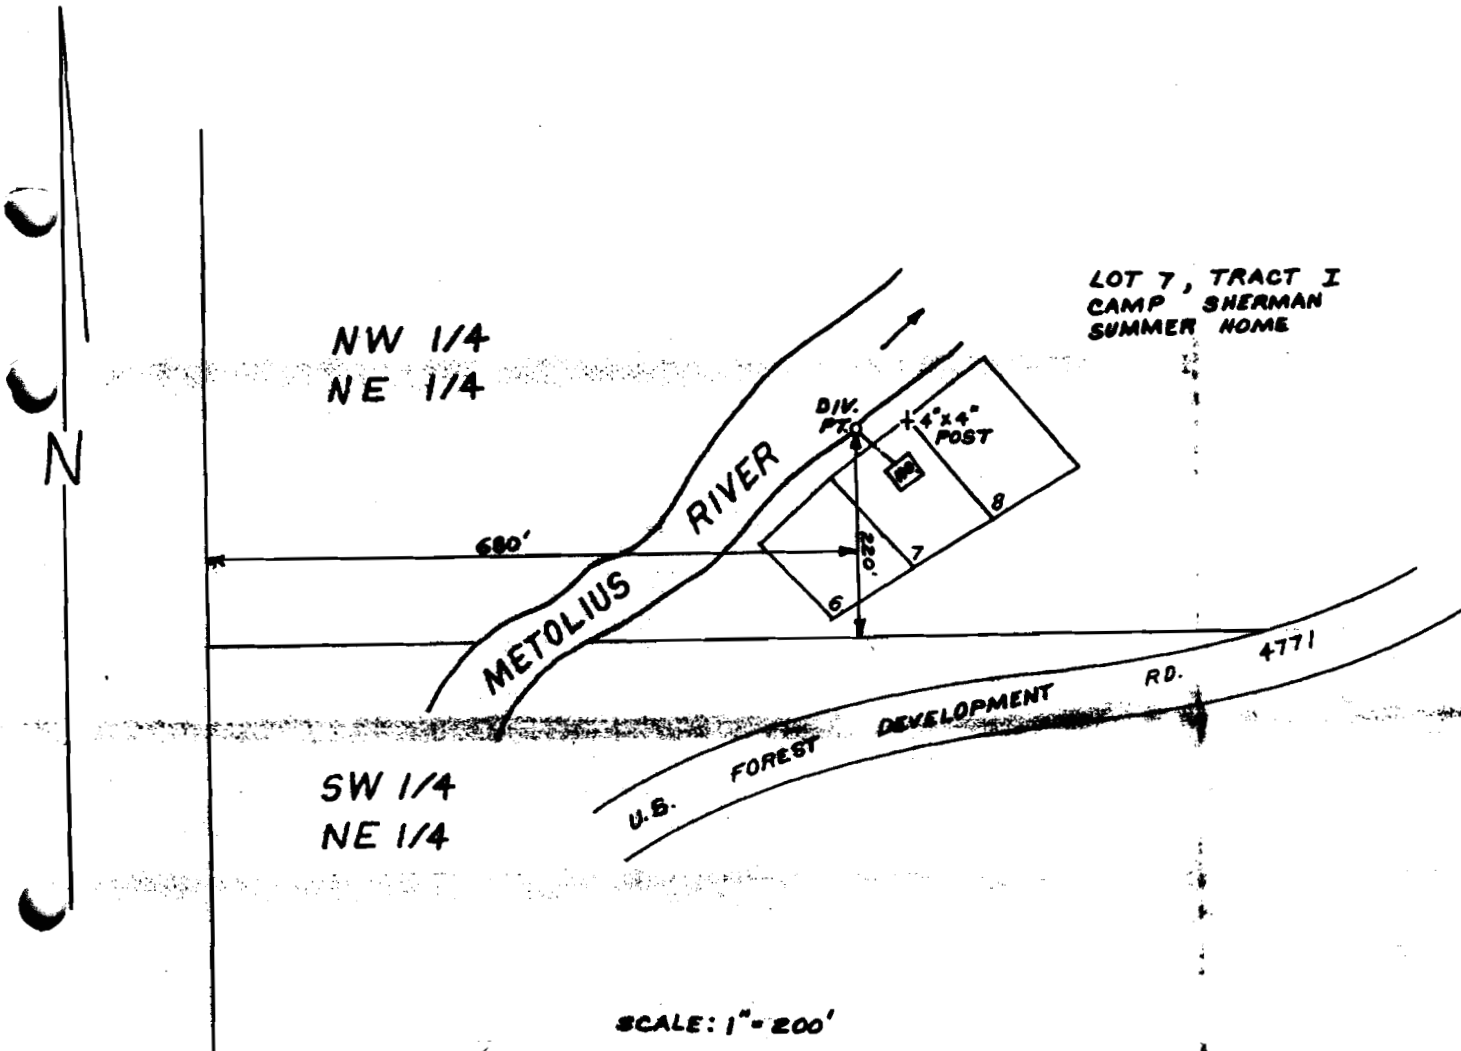 LOT 7, TRACT I
CAMP SHERMAN
SUMMER HOME
NW 1/4
NE 1/4
DIV.
PT.
4"x4"
POST
N
RIVER
8
680'
220'
7
METOLIUS
6
4771
RD.
DEVELOPMENT
FOREST
U.S.
SW 1/4
NE 1/4
SCALE: 1"=200'